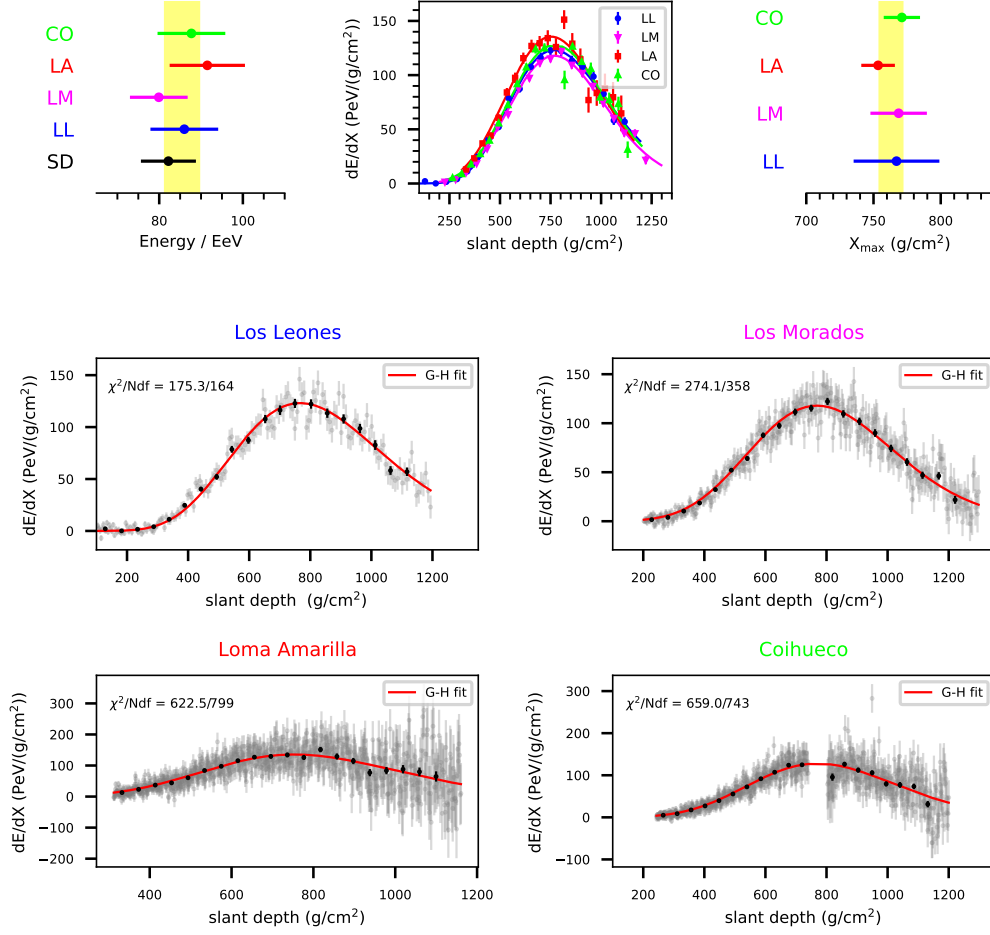 CO
LA
LM
LL
SD
80 100
Energy / EeV
dE/dX (PeV/(g/cm²))
150
100
50
0
250 500 750 1000 1250
slant depth (g/cm²)
LL
LM
LA
CO
CO
LA
LM
LL
700 750 800
Xmax (g/cm²)
Los Leones
dE/dX (PeV/(g/cm²))
150
100
50
0
χ²/Ndf = 175.3/164
G-H fit
200 400 600 800 1000 1200
slant depth (g/cm²)
Los Morados
dE/dX (PeV/(g/cm²))
150
100
50
0
χ²/Ndf = 274.1/358
G-H fit
200 400 600 800 1000 1200
slant depth (g/cm²)
Loma Amarilla
dE/dX (PeV/(g/cm²))
300
200
100
0
−100
−200
χ²/Ndf = 622.5/799
G-H fit
400 600 800 1000 1200
slant depth (g/cm²)
Coihueco
dE/dX (PeV/(g/cm²))
300
200
100
0
−100
χ²/Ndf = 659.0/743
G-H fit
200 400 600 800 1000 1200
slant depth (g/cm²)